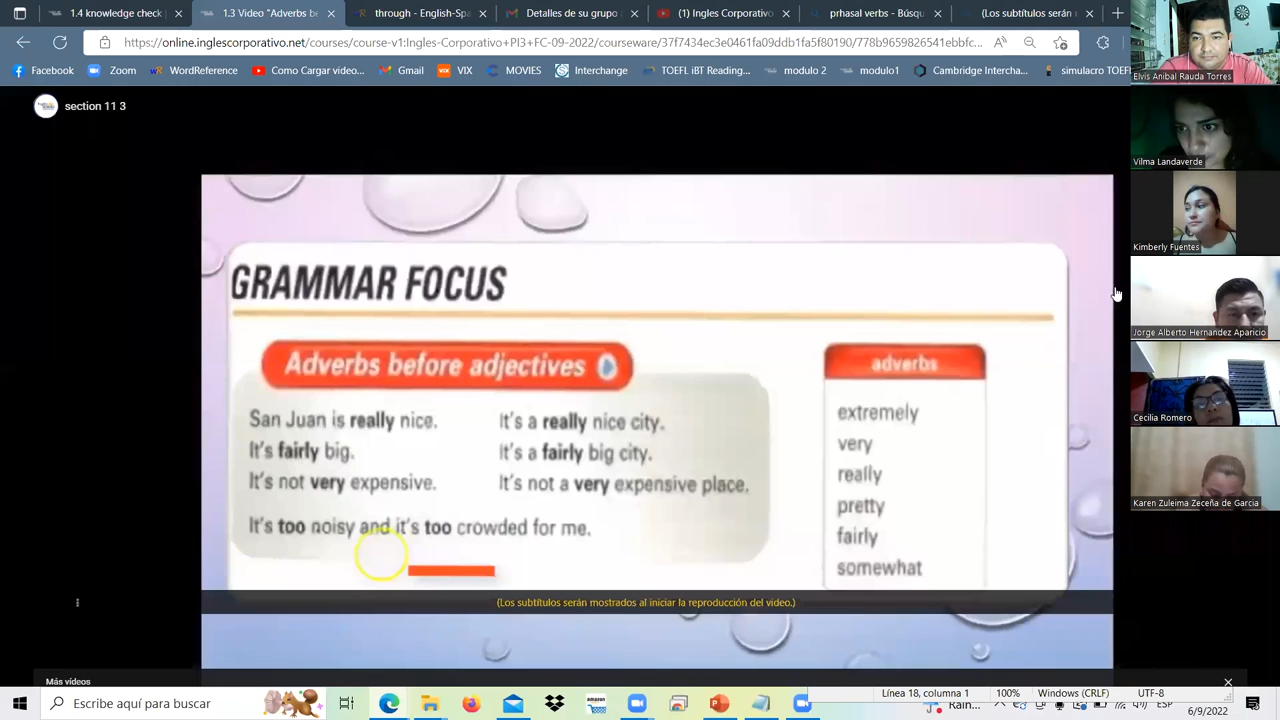 1.4 knowledge check
1.3 Video "Adverbs be
through - English-Spa
Detalles de su grupo
(1) Ingles Corporativo
prhasal verbs - Búsqu
(Los subtítulos serán
https://online.inglescorporativo.net/courses/course-v1:Ingles-Corporativo+PI3+FC-09-2022/courseware/37f7434ec3e0461fa09ddb1fa5f80190/778b9659826541ebbfc...
Facebook
Zoom
WordReference
Como Cargar video...
Gmail
VIX
MOVIES
Interchange
TOEFL iBT Reading...
modulo 2
modulo1
Cambridge Intercha...
simulacro TOEFL
section 11 3
GRAMMAR FOCUS
Adverbs before adjectives
San Juan is really nice.
It's a really nice city.
It's fairly big.
It's a fairly big city.
It's not very expensive.
It's not a very expensive place.
It's too noisy and it's too crowded for me.
adverbs
extremely
very
really
pretty
fairly
somewhat
(Los subtítulos serán mostrados al iniciar la reproducción del video.)
Más vídeos
Elvis Anibal Rauda Torres
Vilma Landaverde
Kimberly Fuentes
Jorge Alberto Hernandez Aparicio
Cecilia Romero
Karen Zuleima Zeceña de Garcia
Línea 18, columna 1
100%
Windows (CRLF)
UTF-8
Escribe aquí para buscar
amazon
Rain...
ESP
6/9/2022